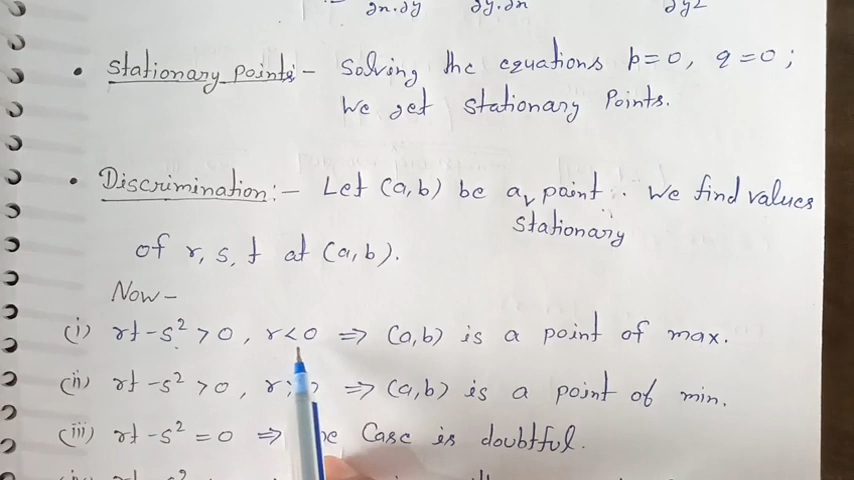 ∂x.∂y ∂y.∂x ∂y2
• Stationary Points:- Solving the equations p=0, q=0;
We get Stationary Points.
• Discrimination:- Let (a,b) be a stationary point. We find values
of r, s, t at (a,b).
Now-
(i) rt-s² > 0, r < 0 ⇒ (a,b) is a point of max.
(ii) rt-s² > 0, r ⇒ (a,b) is a point of min.
(iii) rt-s² = 0 ⇒ Case is doubtful.